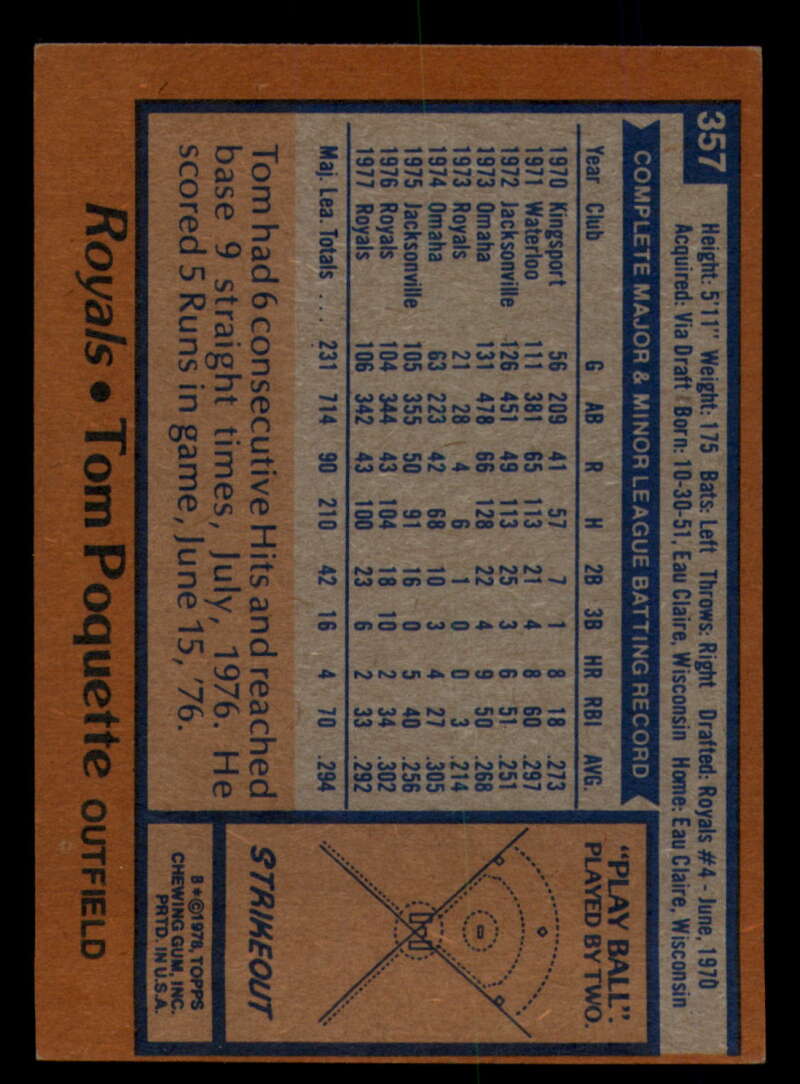 357
Height: 5'11" Weight: 175 Bats: Left Throws: Right Drafted: Royals #4 - June, 1970
Acquired: Via Draft Born: 10-30-51, Eau Claire, Wisconsin Home: Eau Claire, Wisconsin
COMPLETE MAJOR & MINOR LEAGUE BATTING RECORD
Year Club G AB R H 2B 3B HR RBI AVG.
1970 Kingsport 56 209 41 57 7 1 8 18 .273
1971 Waterloo 111 381 65 113 21 4 8 60 .297
1972 Jacksonville 126 451 49 113 25 3 6 51 .251
1973 Omaha 131 478 66 128 22 4 9 50 .268
1973 Royals 21 28 4 6 1 0 0 3 .214
1974 Omaha 63 223 42 68 10 3 4 27 .305
1975 Jacksonville 105 355 50 91 16 0 5 40 .256
1976 Royals 104 344 43 104 18 10 2 34 .302
1977 Royals 106 342 43 100 23 6 2 33 .292
Maj. Lea. Totals .... 231 714 90 210 42 16 4 70 .294
Tom had 6 consecutive Hits and reached
base 9 straight times, July, 1976. He
scored 5 Runs in game, June 15, '76.
"PLAY BALL":
PLAYED BY TWO.
STRIKEOUT
8*©1978, TOPPS
CHEWING GUM, INC.
PRTD. IN U.S.A.
Royals • Tom Poquette OUTFIELD